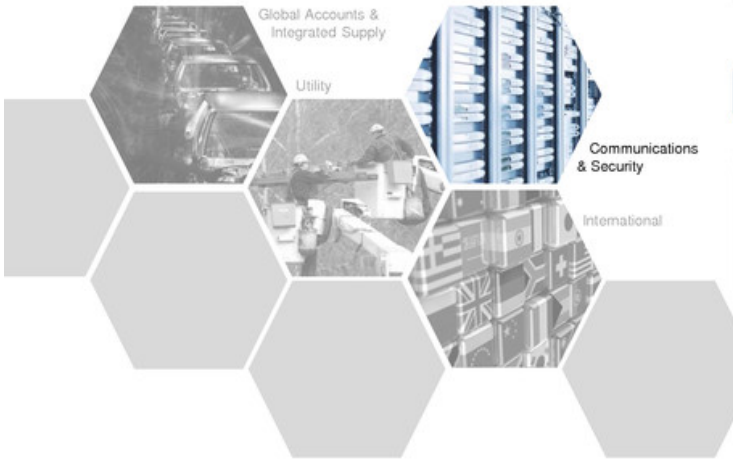 Global Accounts &
Integrated Supply
Utility
Communications
& Security
International